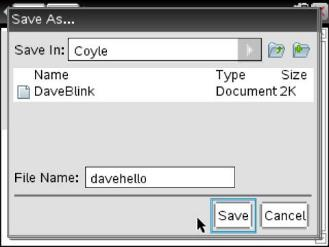 Save As...
Save In: Coyle
Name Type Size
DaveBlink Document 2K
File Name: davehello
Save Cancel